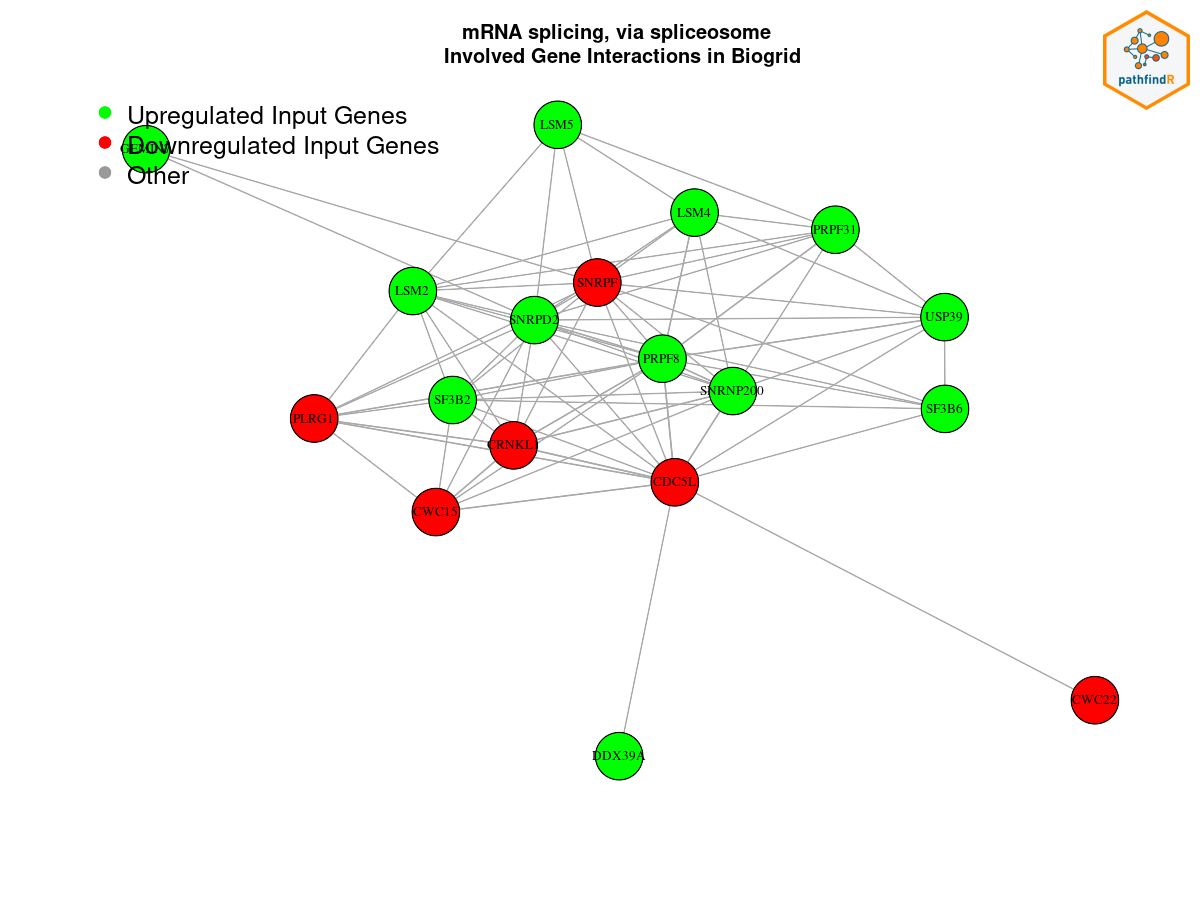 mRNA splicing, via spliceosome
Involved Gene Interactions in Biogrid
pathfindR
Upregulated Input Genes
Downregulated Input Genes
Other
LSM5
LSM4
PRPF31
SNRPF
LSM2
SNRPD2
USP39
PRPF8
SNRNP200
SF3B2
SF3B6
PLRG1
CRNKL1
CDC5L
CWC15
CWC22
DDX39A